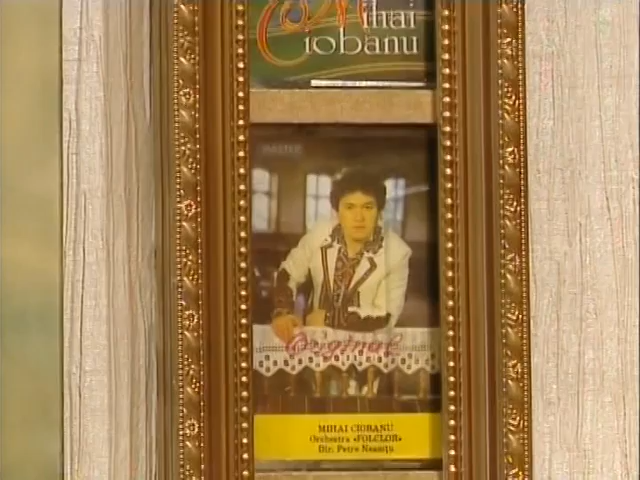 Mihai
Ciobanu
Original
MIHAI CIOBANU
Orchestra «FOLCLOR»
Dir. Petre Neamțu